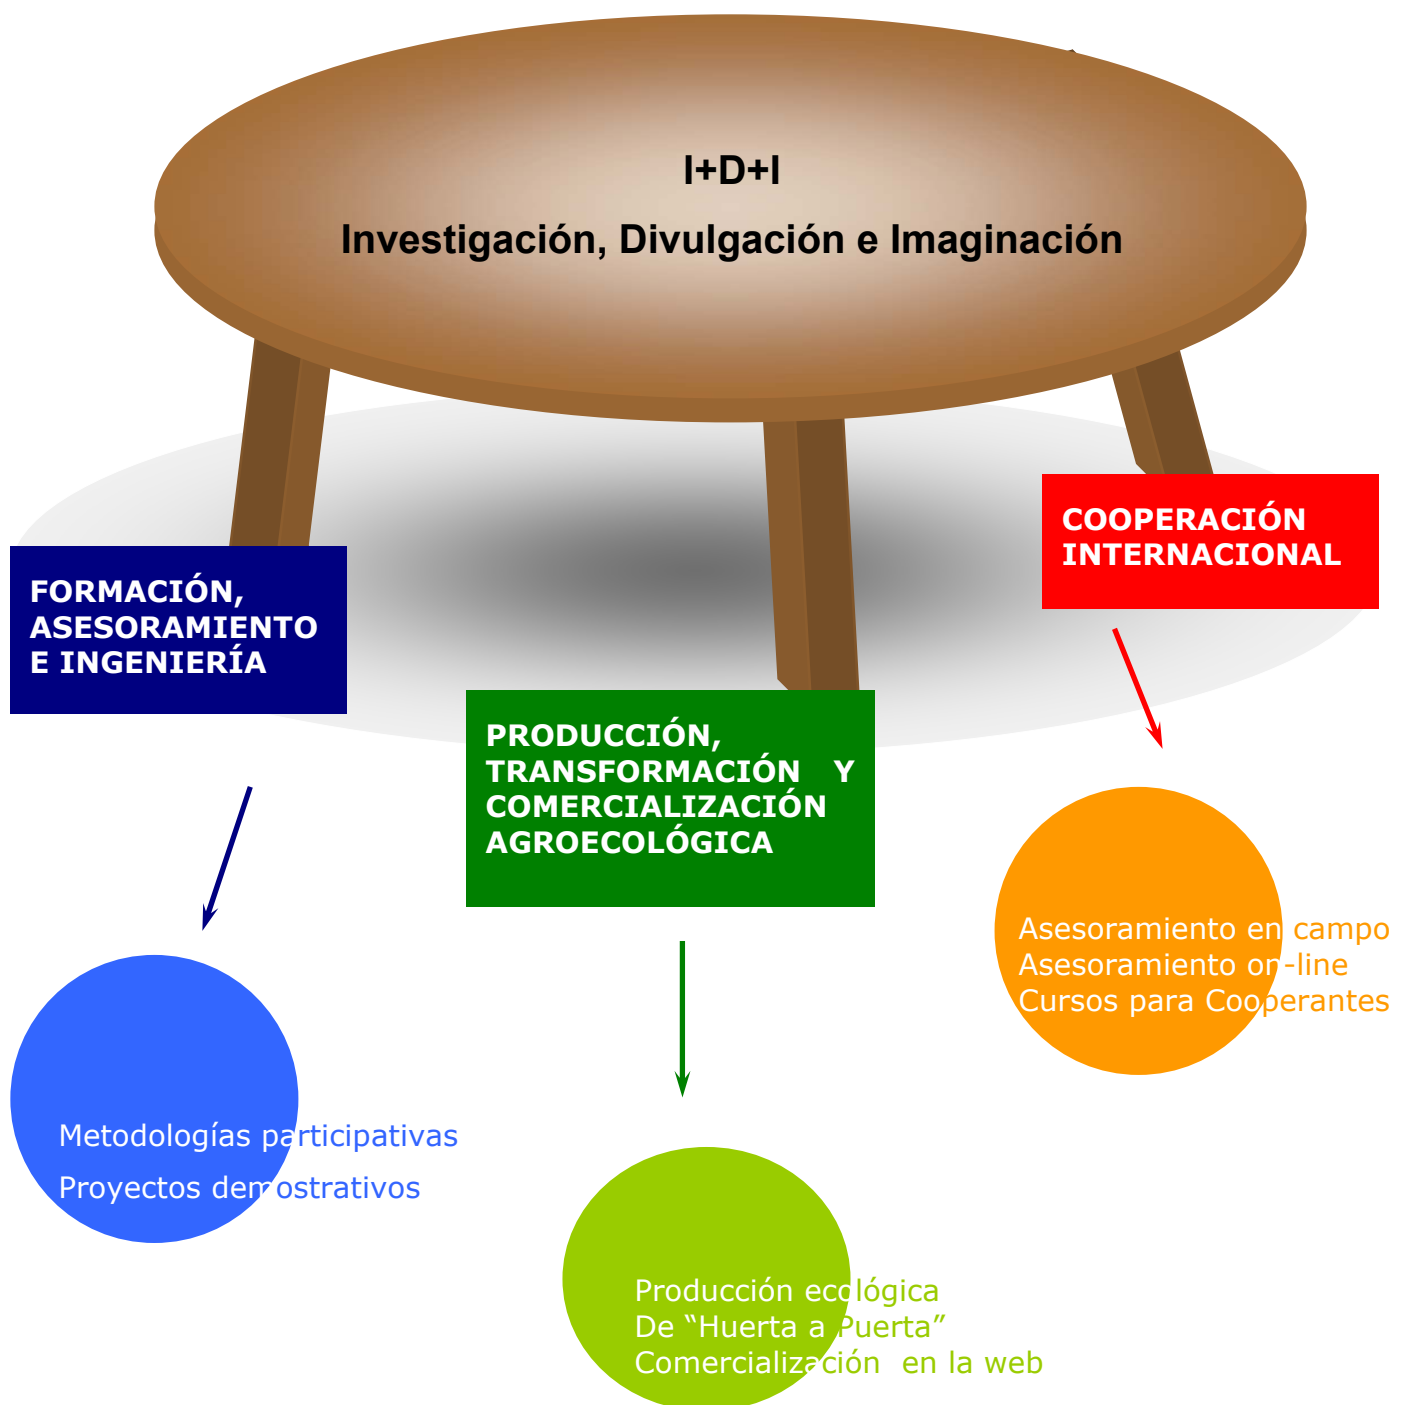 I+D+I
Investigación, Divulgación e Imaginación
COOPERACIÓN
INTERNACIONAL
FORMACIÓN,
ASESORAMIENTO
E INGENIERÍA
PRODUCCIÓN,
TRANSFORMACIÓN Y
COMERCIALIZACIÓN
AGROECOLÓGICA
Asesoramiento en campo
Asesoramiento on-line
Cursos para Cooperantes
Metodologías participativas
Proyectos demostrativos
Producción ecológica
De “Huerta a Puerta”
Comercialización en la web